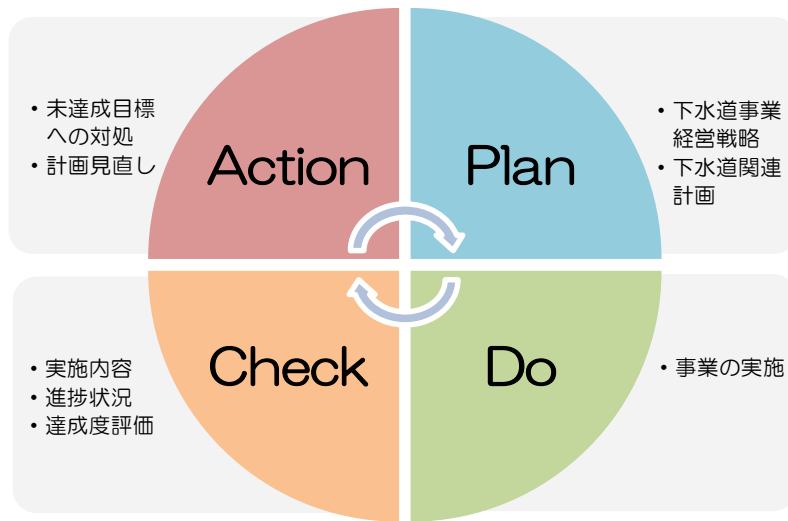 ・未達成目標
への対処
・計画見直し
Action
Plan
・下水道事業
経営戦略
・下水道関連
計画
・実施内容
・進捗状況
・達成度評価
Check
Do
・事業の実施